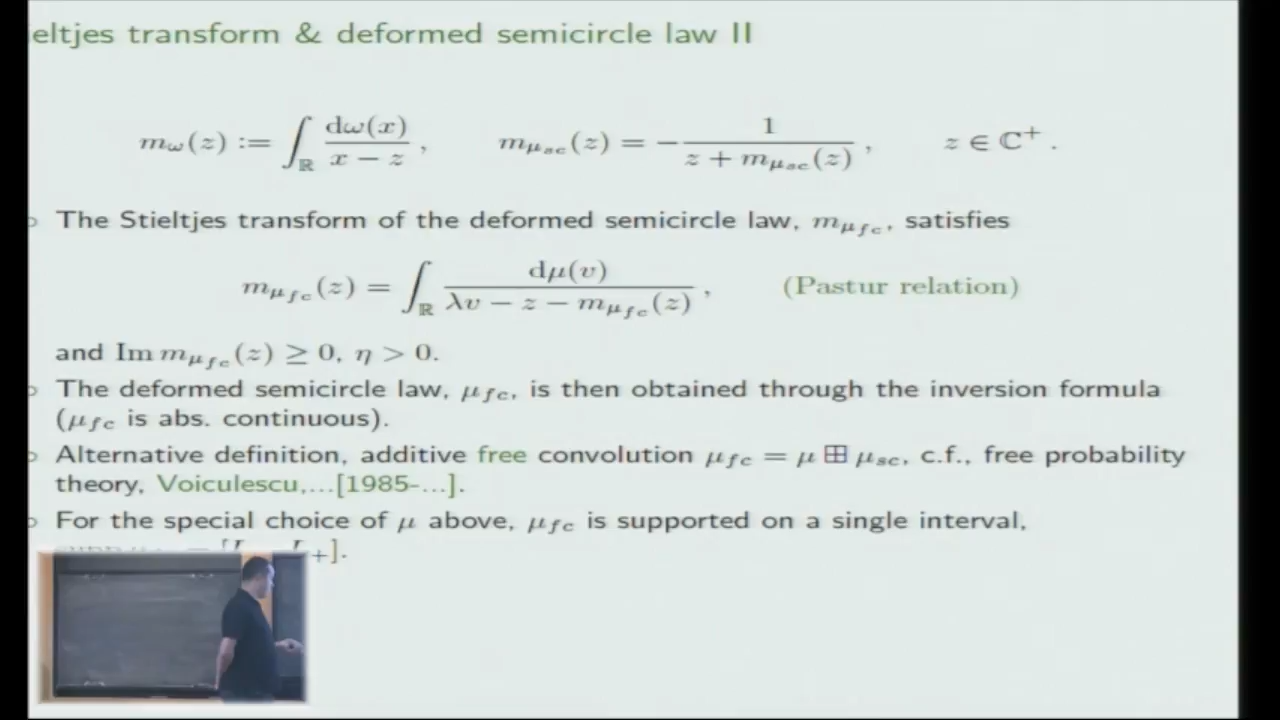 eltjes transform & deformed semicircle law II
m_ω(z) := ∫_ℝ dω(x) / (x − z) , m_{μ_sc}(z) = − 1 / (z + m_{μ_sc}(z)) , z ∈ ℂ⁺ .
The Stieltjes transform of the deformed semicircle law, m_{μ_fc}, satisfies
m_{μ_fc}(z) = ∫_ℝ dμ(v) / (λv − z − m_{μ_fc}(z)) , (Pastur relation)
and Im m_{μ_fc}(z) ≥ 0, η > 0.
The deformed semicircle law, μ_fc, is then obtained through the inversion formula
(μ_fc is abs. continuous).
Alternative definition, additive free convolution μ_fc = μ ⊞ μ_sc, c.f., free probability
theory, Voiculescu,...[1985-...].
For the special choice of μ above, μ_fc is supported on a single interval,
+].